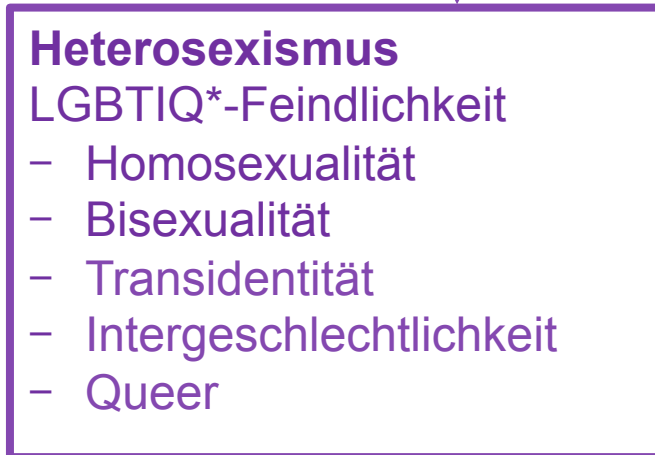 Heterosexismus
LGBTIQ*-Feindlichkeit
− Homosexualität
− Bisexualität
− Transidentität
− Intergeschlechtlichkeit
− Queer